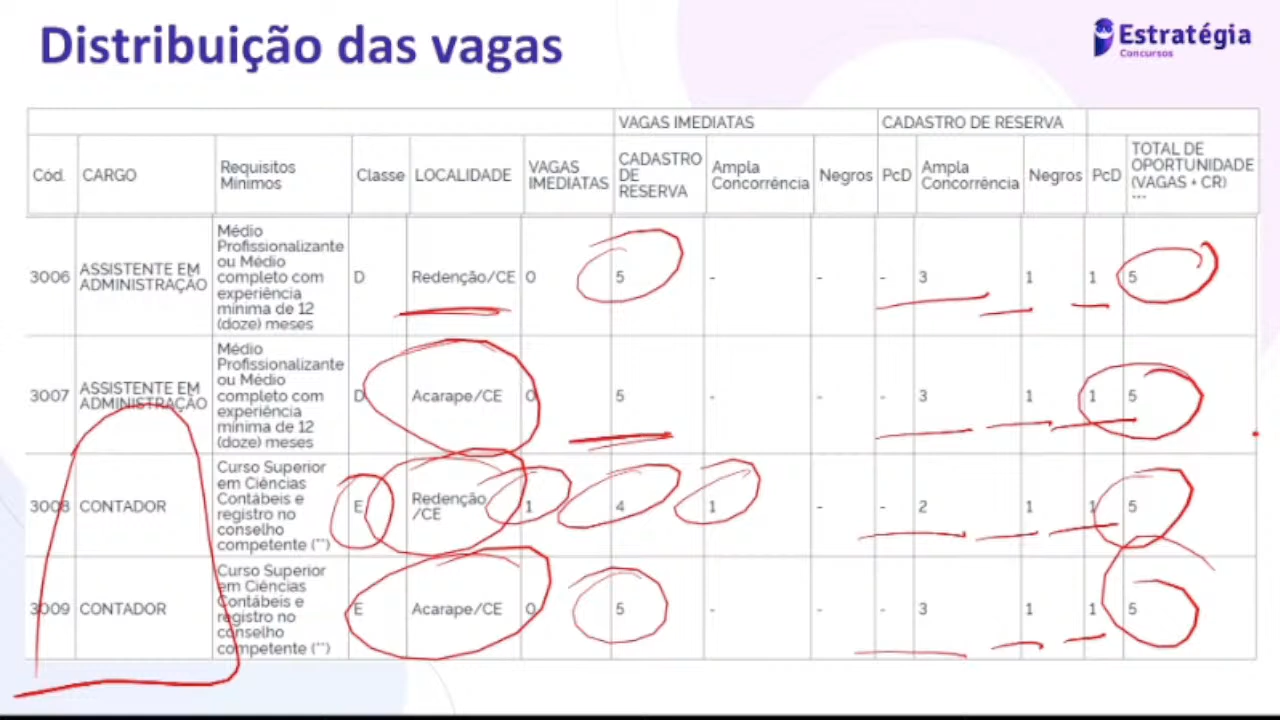 Distribuição das vagas
Estratégia
Concursos
VAGAS IMEDIATAS CADASTRO DE RESERVA
Cód. CARGO Requisitos Mínimos Classe LOCALIDADE VAGAS IMEDIATAS CADASTRO DE RESERVA Ampla Concorrência Negros PcD Ampla Concorrência Negros PcD TOTAL DE OPORTUNIDADE (VAGAS + CR) ***
3006 ASSISTENTE EM ADMINISTRAÇÃO Médio Profissionalizante ou Médio completo com experiência mínima de 12 (doze) meses D Redenção/CE 0 5 - - - 3 1 1 5
3007 ASSISTENTE EM ADMINISTRAÇÃO Médio Profissionalizante ou Médio completo com experiência mínima de 12 (doze) meses D Acarape/CE 0 5 - - - 3 1 1 5
3008 CONTADOR Curso Superior em Ciências Contábeis e registro no conselho competente (**) E Redenção /CE 1 4 1 - - 2 1 1 5
3009 CONTADOR Curso Superior em Ciências Contábeis e registro no conselho competente (**) E Acarape/CE 0 5 - - - 3 1 1 5